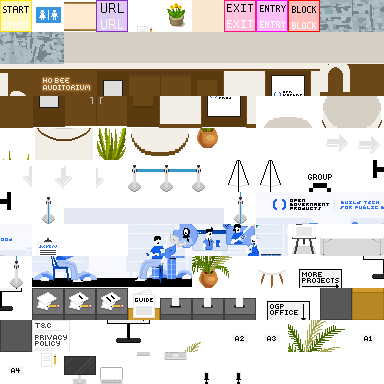 START
START
URL
URL
EXIT
EXIT
ENTRY
ENTRY
BLOCK
BLOCK
HO BEE
AUDITORIUM
GROUP
OPEN
GOVERNMENT
PRODUCTS
BUILD TECH
FOR PUBLIC
MORE
PROJECTS
GUIDE
OGP
OFFICE
T&C
PRIVACY
POLICY
A2
A3
A1
A4